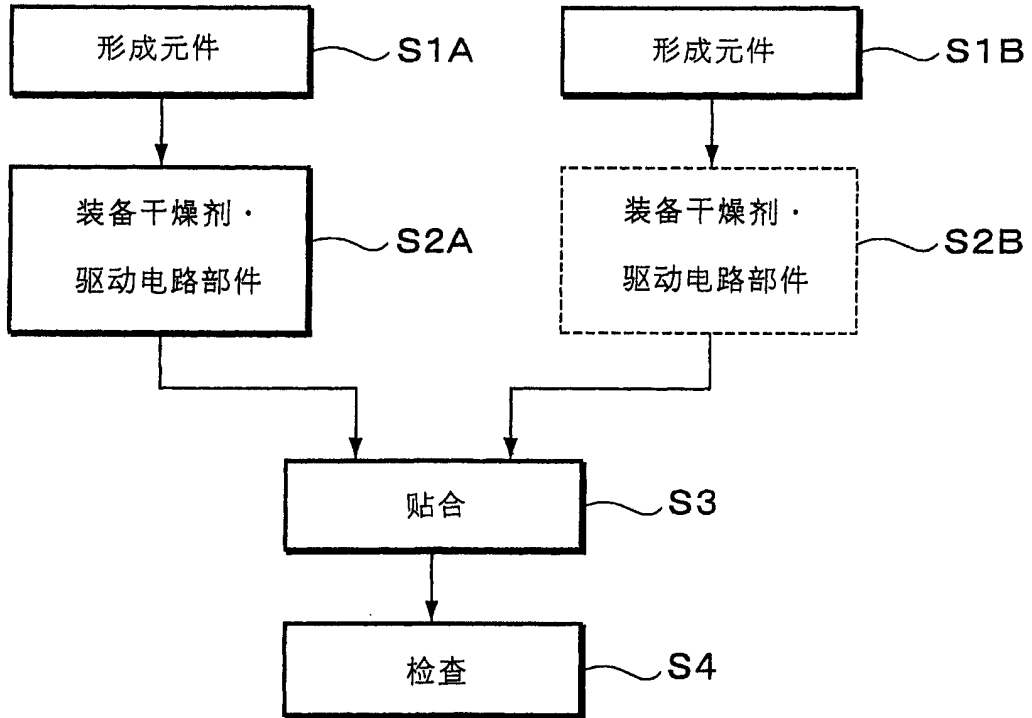 形成元件
S1A
形成元件
S1B
装备干燥剂·
驱动电路部件
S2A
装备干燥剂·
驱动电路部件
S2B
贴合
S3
检查
S4